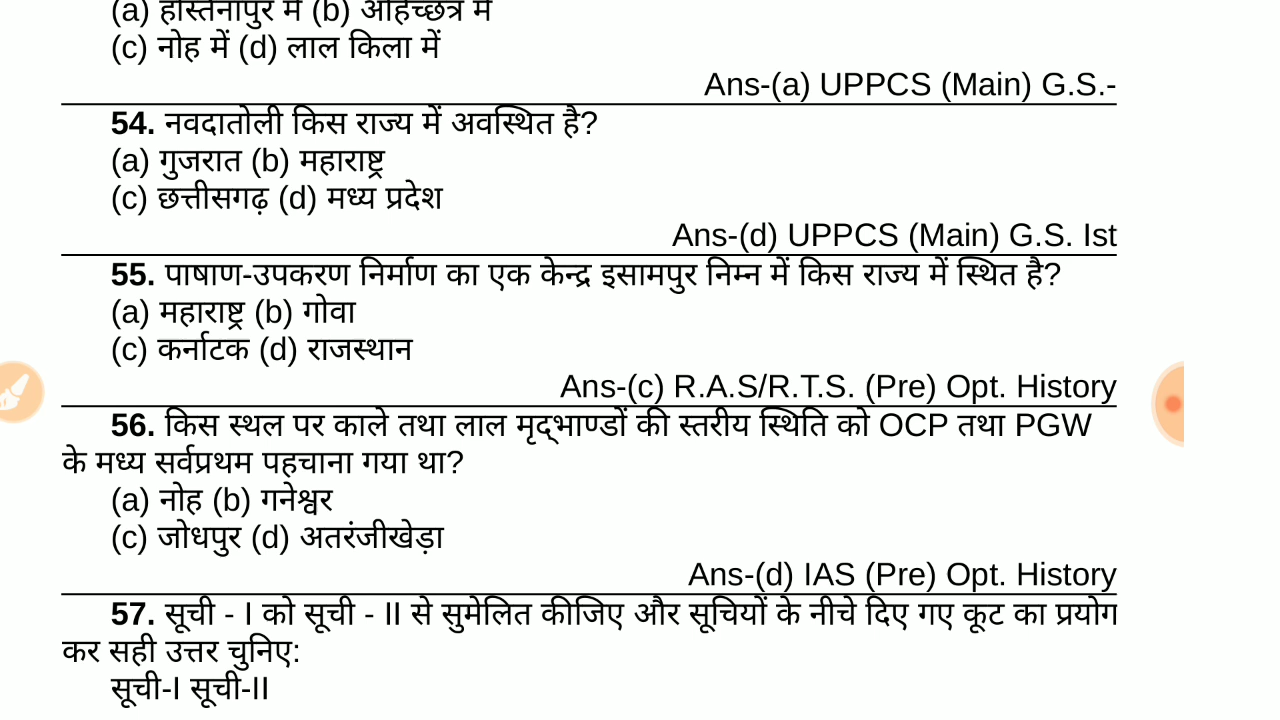 (a) हस्तिनापुर में (b) अहिच्छत्र में
(c) नोह में (d) लाल किला में
Ans-(a) UPPCS (Main) G.S.-
54. नवदातोली किस राज्य में अवस्थित है?
(a) गुजरात (b) महाराष्ट्र
(c) छत्तीसगढ़ (d) मध्य प्रदेश
Ans-(d) UPPCS (Main) G.S. Ist
55. पाषाण-उपकरण निर्माण का एक केन्द्र इसामपुर निम्न में किस राज्य में स्थित है?
(a) महाराष्ट्र (b) गोवा
(c) कर्नाटक (d) राजस्थान
Ans-(c) R.A.S/R.T.S. (Pre) Opt. History
56. किस स्थल पर काले तथा लाल मृद्‌भाण्डों की स्तरीय स्थिति को OCP तथा PGW
के मध्य सर्वप्रथम पहचाना गया था?
(a) नोह (b) गनेश्वर
(c) जोधपुर (d) अतरंजीखेड़ा
Ans-(d) IAS (Pre) Opt. History
57. सूची - I को सूची - II से सुमेलित कीजिए और सूचियों के नीचे दिए गए कूट का प्रयोग
कर सही उत्तर चुनिए:
सूची-I सूची-II